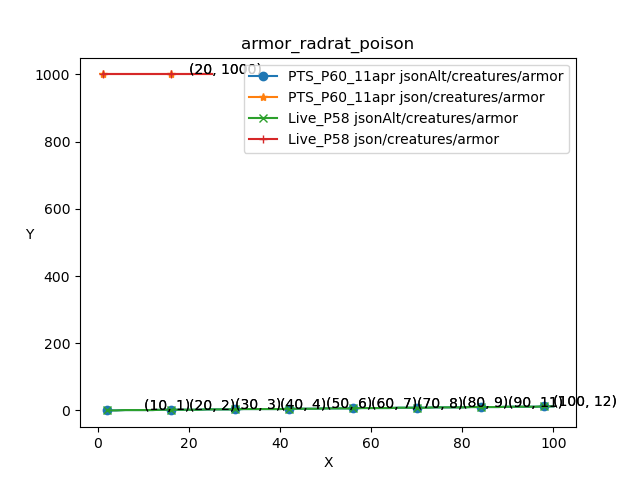 armor_radrat_poison
1000
800
600
400
200
0
Y
(20, 1000)
PTS_P60_11apr jsonAlt/creatures/armor
PTS_P60_11apr json/creatures/armor
Live_P58 jsonAlt/creatures/armor
Live_P58 json/creatures/armor
(10, 1)(20, 2)(30, 3)(40, 4)(50, 6)(60, 7)(70, 8)(80, 9)(90, 11)(100, 12)
0 20 40 60 80 100
X